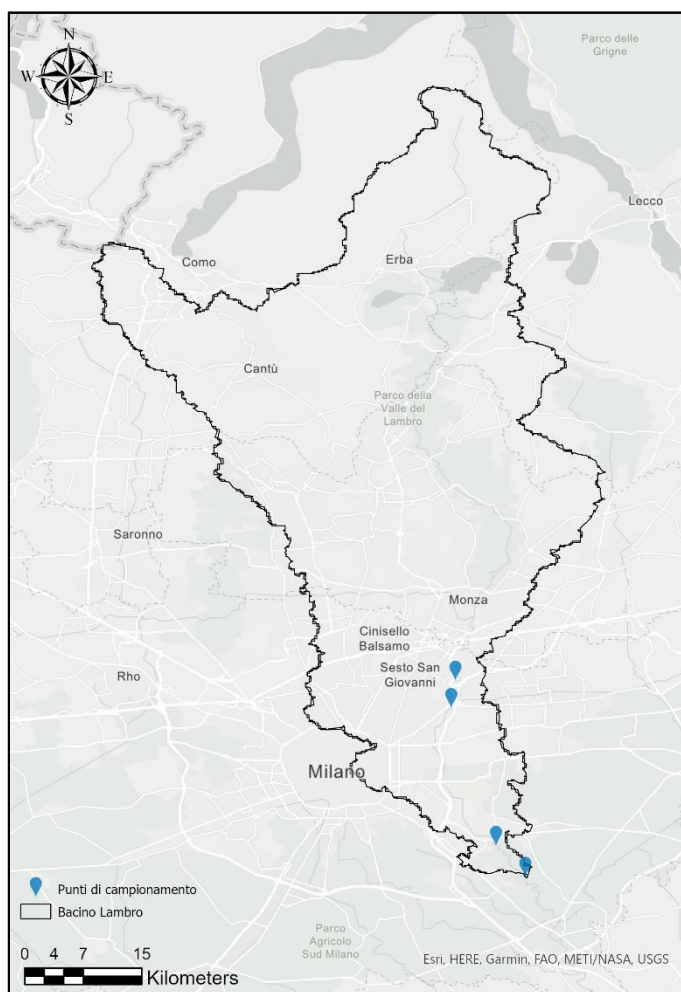 Parco delle
Grigne
N
W E
S
Lecco
Como
Erba
Cantù
Parco della
Valle del
Lambro
Saronno
Monza
Cinisello
Balsamo
Sesto San
Giovanni
Rho
Milano
Punti di campionamento
Bacino Lambro
Parco
Agricolo
Sud Milano
0 4 7 15
Kilometers
Esri, HERE, Garmin, FAO, METI/NASA, USGS